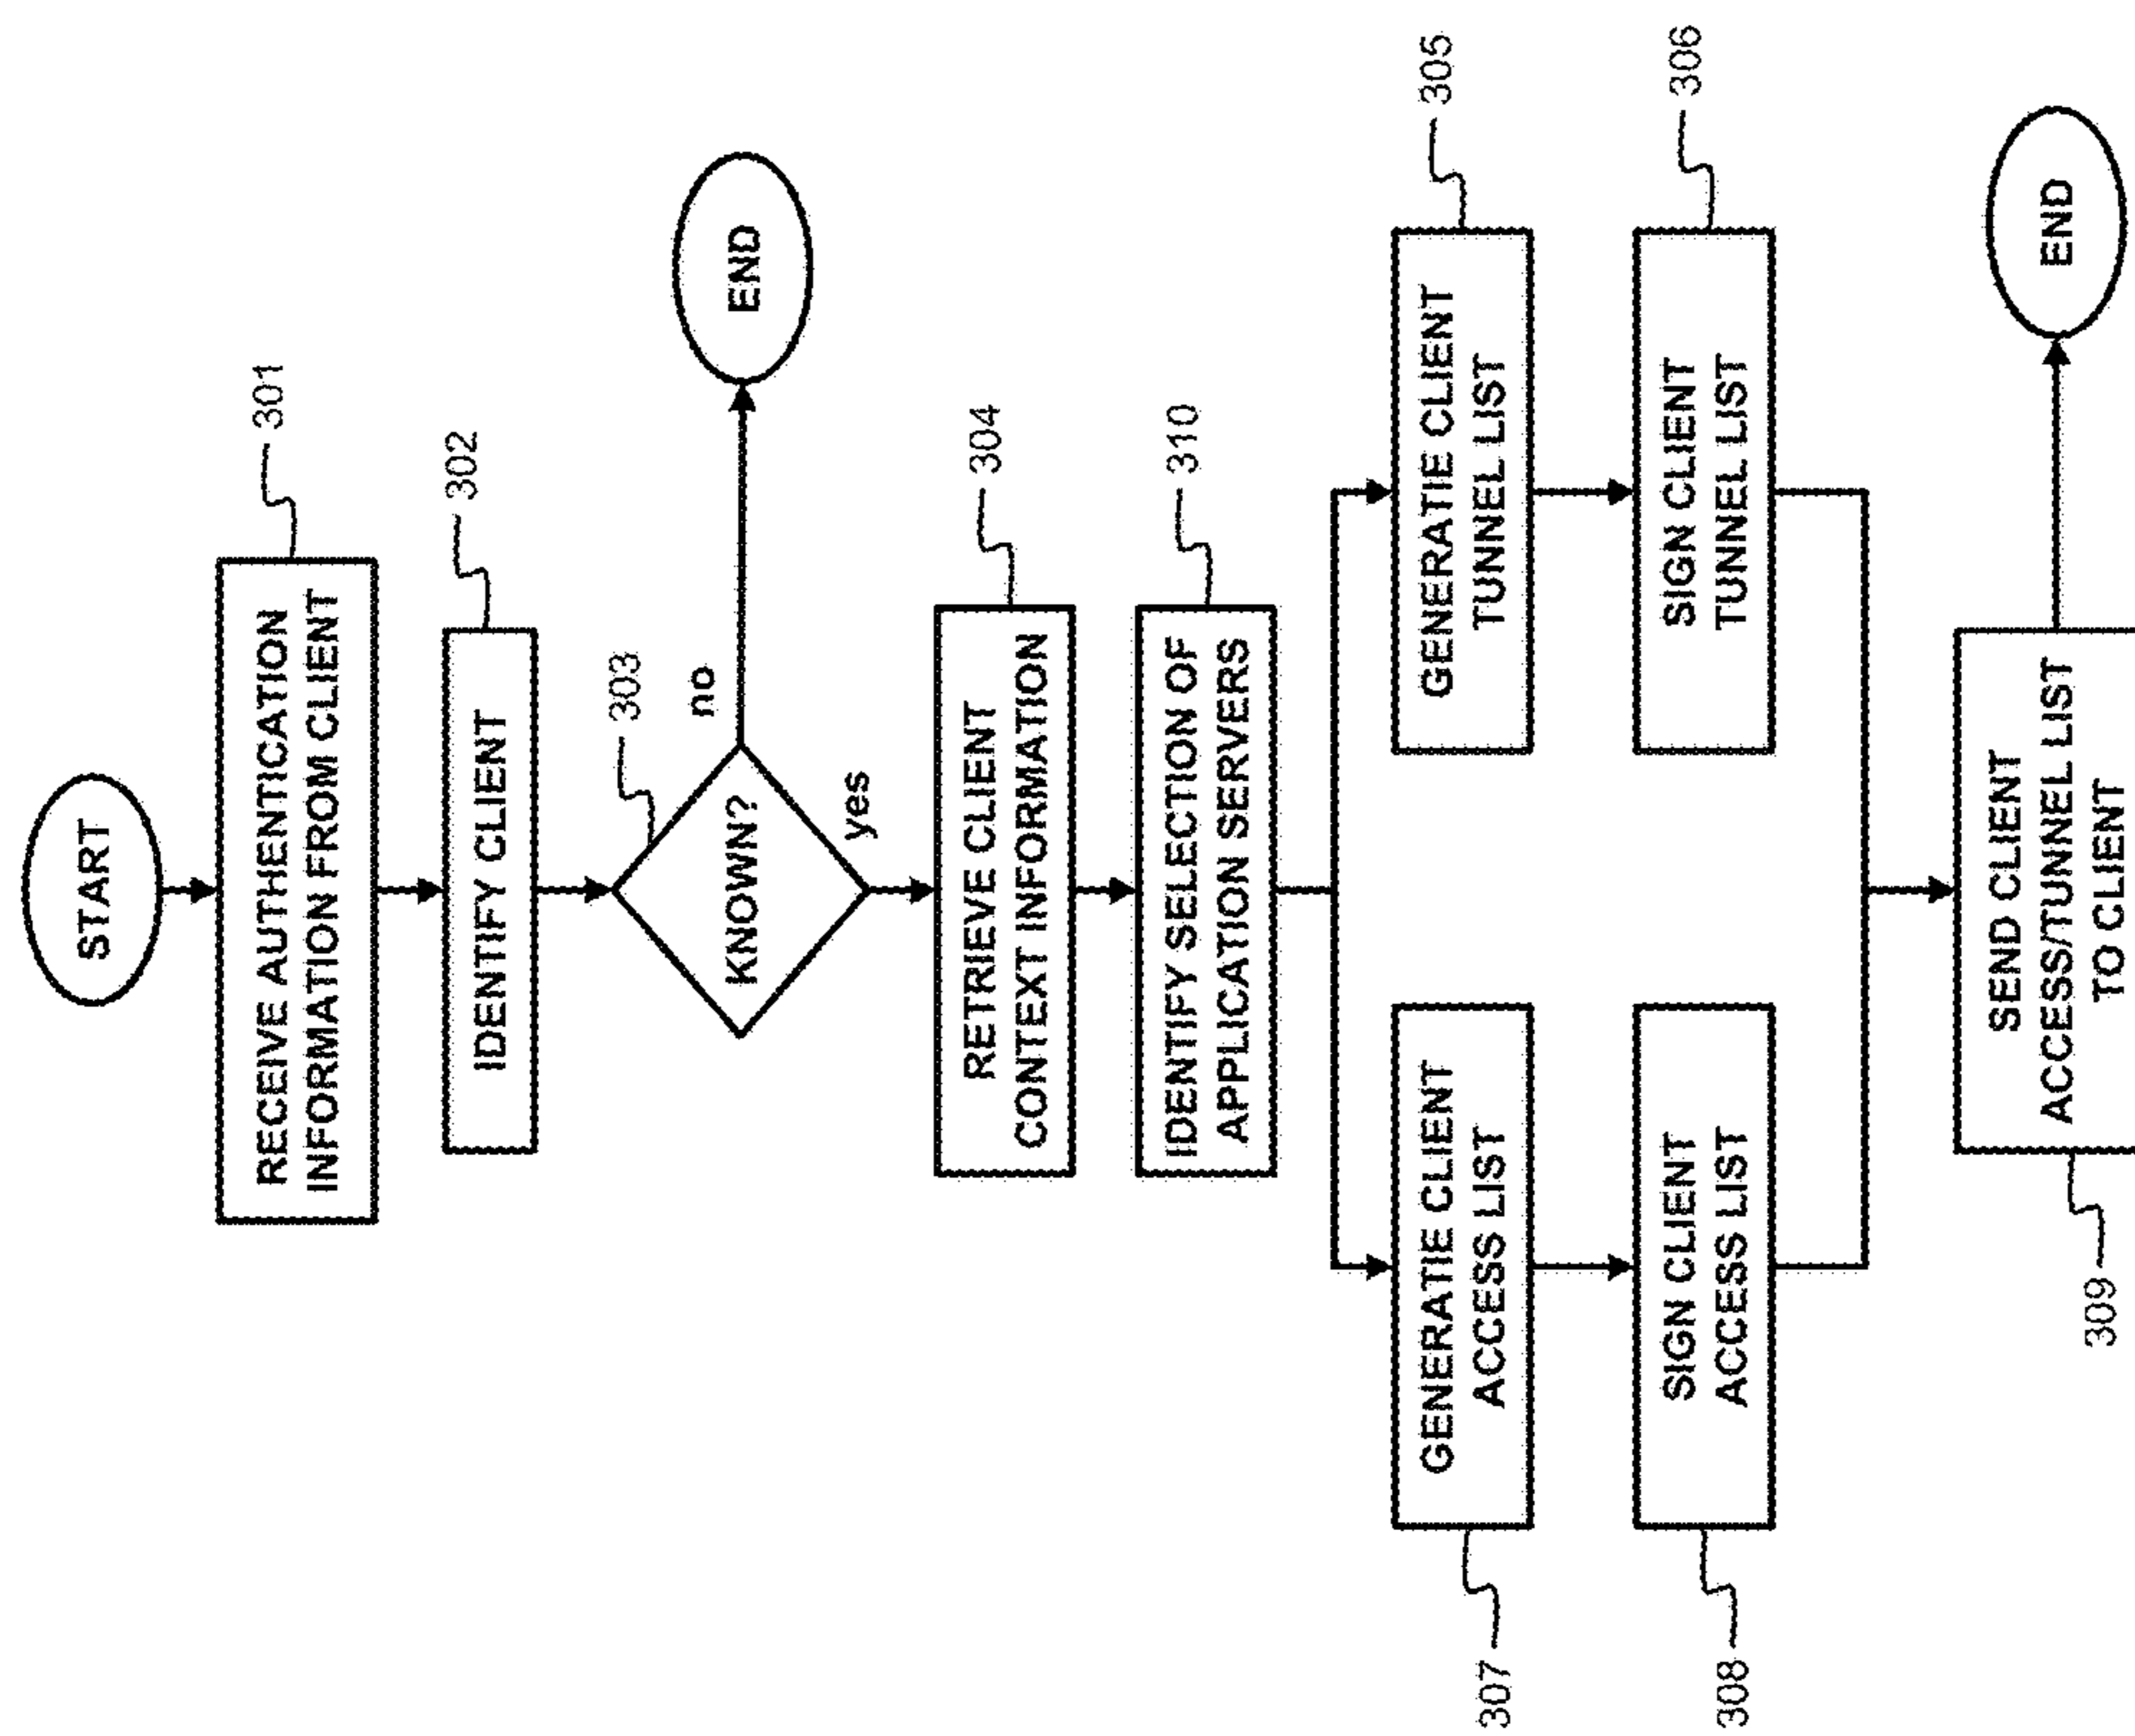 START
RECEIVE AUTHENTICATION
INFORMATION FROM CLIENT
301
IDENTIFY CLIENT
302
303
KNOWN?
no
END
yes
RETRIEVE CLIENT
CONTEXT INFORMATION
304
IDENTIFY SELECTION OF
APPLICATION SERVERS
310
GENERATIE CLIENT
ACCESS LIST
307
GENERATIE CLIENT
TUNNEL LIST
305
SIGN CLIENT
ACCESS LIST
308
SIGN CLIENT
TUNNEL LIST
306
SEND CLIENT
ACCESS/TUNNEL LIST
TO CLIENT
309
END